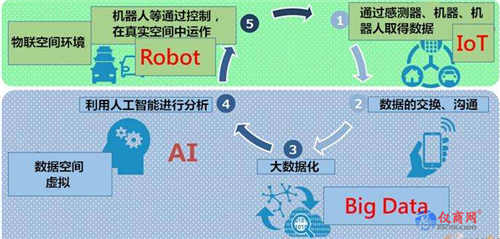 机器人等通过控制，
在真实空间中运作
物联空间环境
Robot
5
1
通过感测器、机器、机
器人取得数据
IoT
利用人工智能进行分析
4
2
数据的交换、沟通
AI
3
大数据化
数据空间
虚拟
Big Data
仪商网